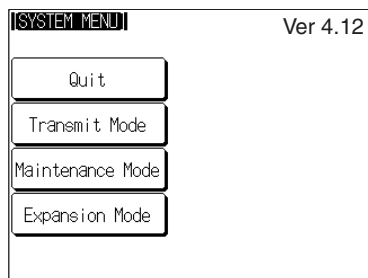 [SYSTEM MENU]
Ver 4.12
Quit
Transmit Mode
Maintenance Mode
Expansion Mode